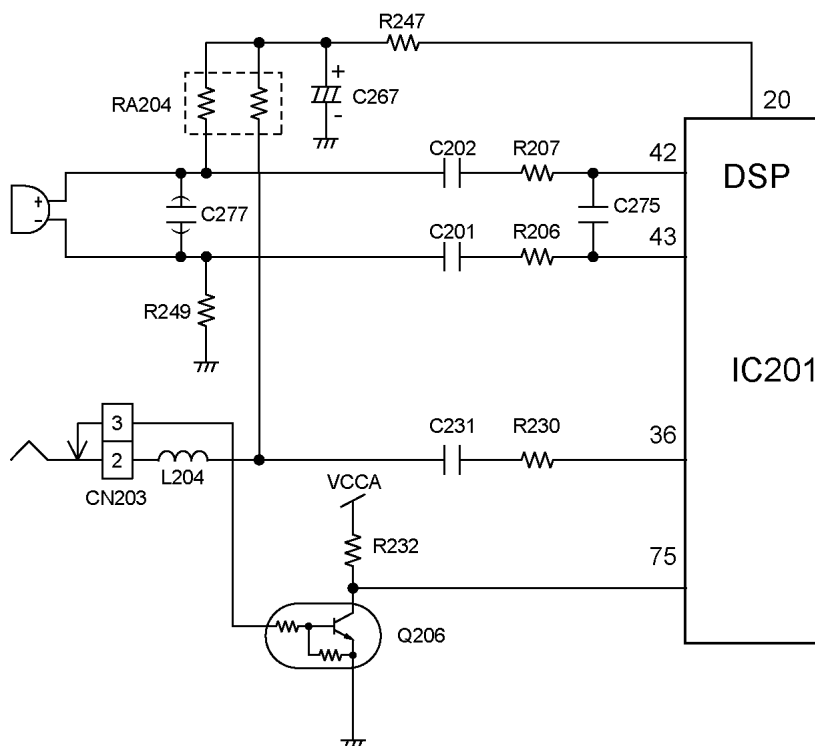 R247
+
RA204
C267
-
20
C202
R207
42
DSP
+
-
C277
C275
C201
R206
43
R249
IC201
3
C231
R230
36
2
L204
VCCA
CN203
R232
75
Q206